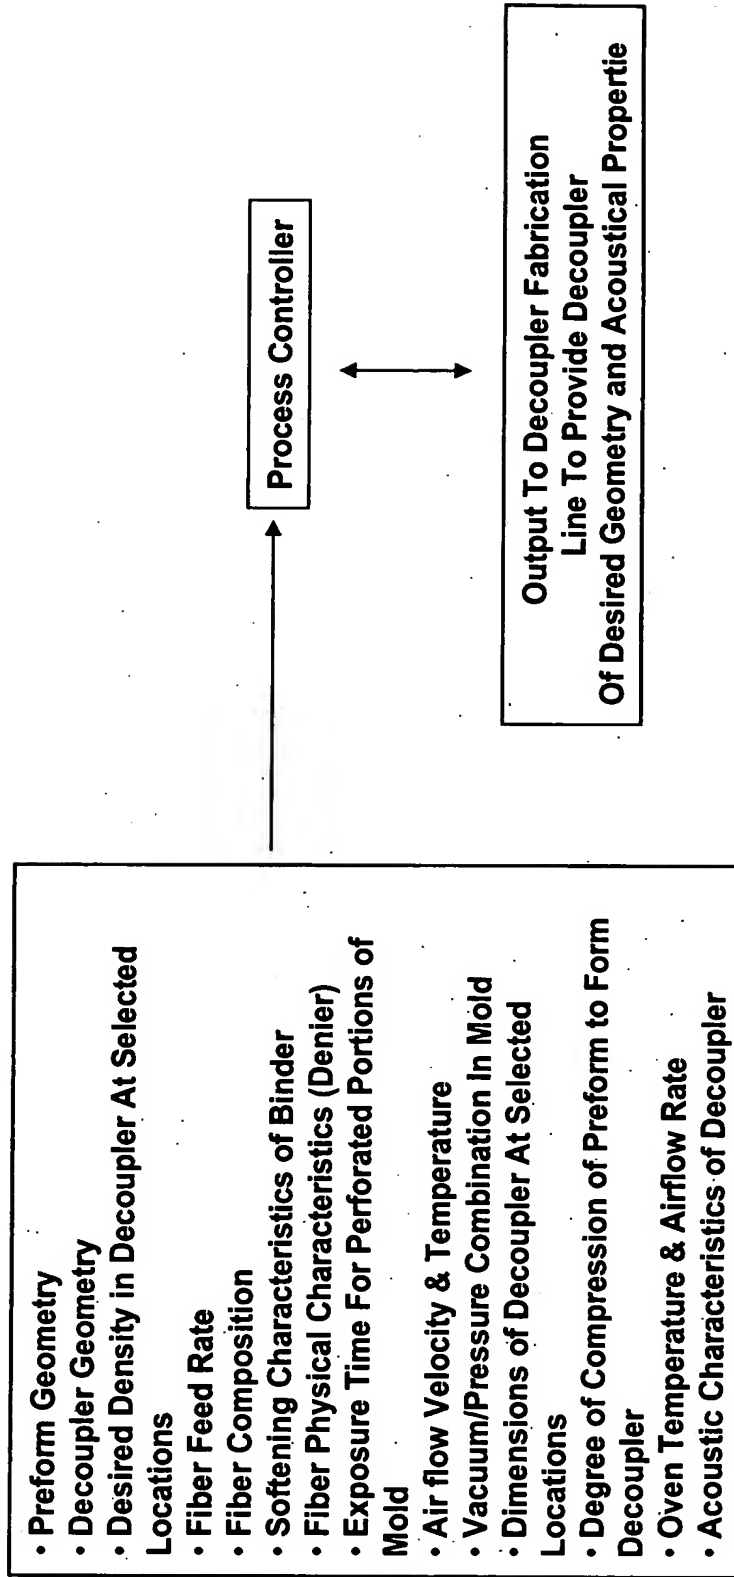 • Preform Geometry
• Decoupler Geometry
• Desired Density in Decoupler At Selected
Locations
• Fiber Feed Rate
• Fiber Composition
• Softening Characteristics of Binder
• Fiber Physical Characteristics (Denier)
• Exposure Time For Perforated Portions of
Mold
• Air flow Velocity & Temperature
• Vacuum/Pressure Combination In Mold
• Dimensions of Decoupler At Selected
Locations
• Degree of Compression of Preform to Form
Decoupler
• Oven Temperature & Airflow Rate
• Acoustic Characteristics of Decoupler
Process Controller
Output To Decoupler Fabrication
Line To Provide Decoupler
Of Desired Geometry and Acoustical Propertie